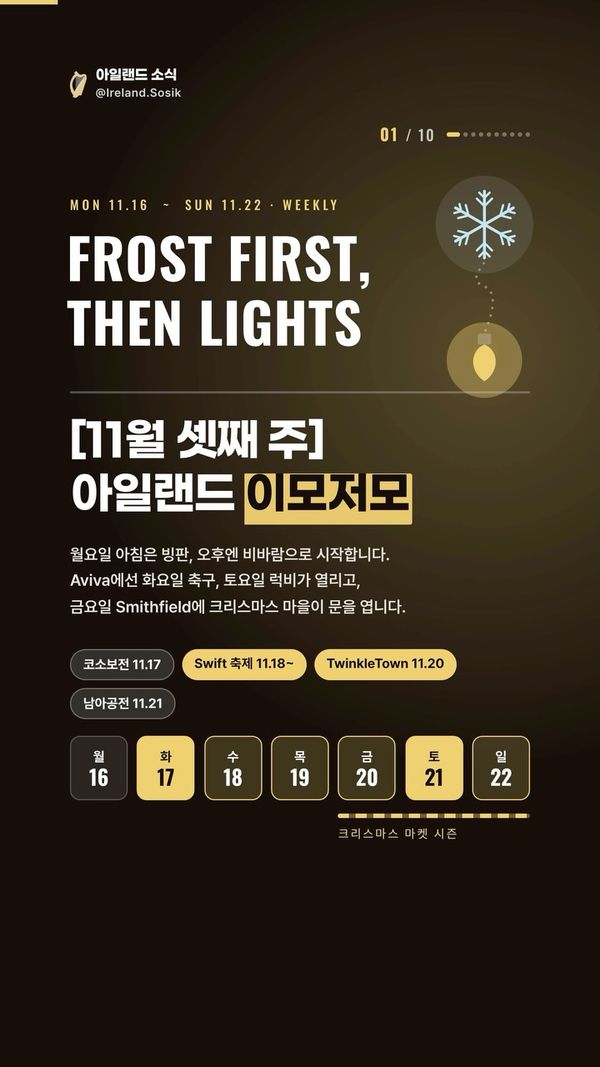 아일랜드 소식
@Ireland.Sosik
01 / 10
MON 11.16 ~ SUN 11.22 · WEEKLY
FROST FIRST,
THEN LIGHTS
[11월 셋째 주]
아일랜드 이모저모
월요일 아침은 빙판, 오후엔 비바람으로 시작합니다.
Aviva에선 화요일 축구, 토요일 럭비가 열리고,
금요일 Smithfield에 크리스마스 마을이 문을 엽니다.
코소보전 11.17
Swift 축제 11.18~
TwinkleTown 11.20
남아공전 11.21
월 화 수 목 금 토 일
16 17 18 19 20 21 22
크리스마스 마켓 시즌